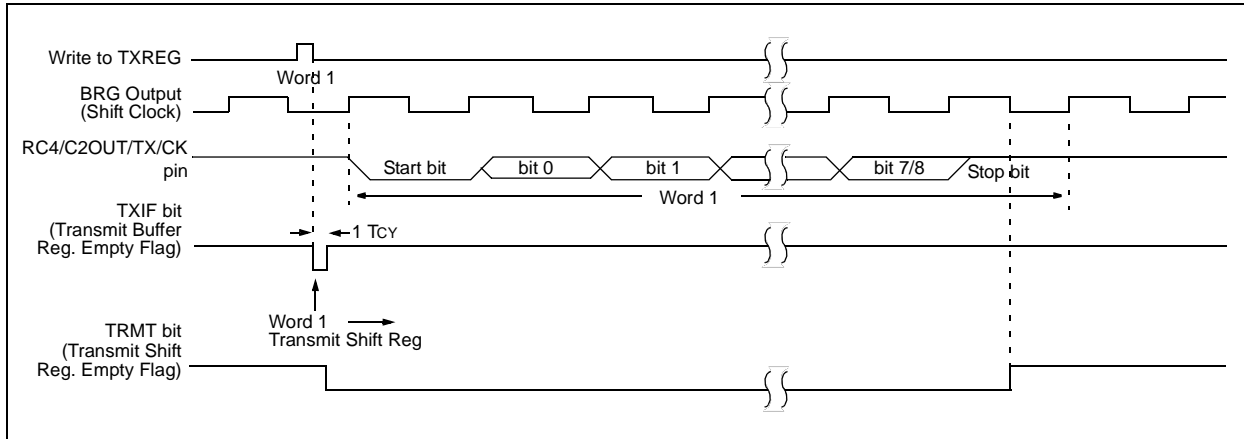 Write to TXREG
Word 1
BRG Output
(Shift Clock)
RC4/C2OUT/TX/CK
pin
Start bit
bit 0
bit 1
bit 7/8
Stop bit
Word 1
TXIF bit
(Transmit Buffer
Reg. Empty Flag)
1 TCY
Word 1
Transmit Shift Reg
TRMT bit
(Transmit Shift
Reg. Empty Flag)